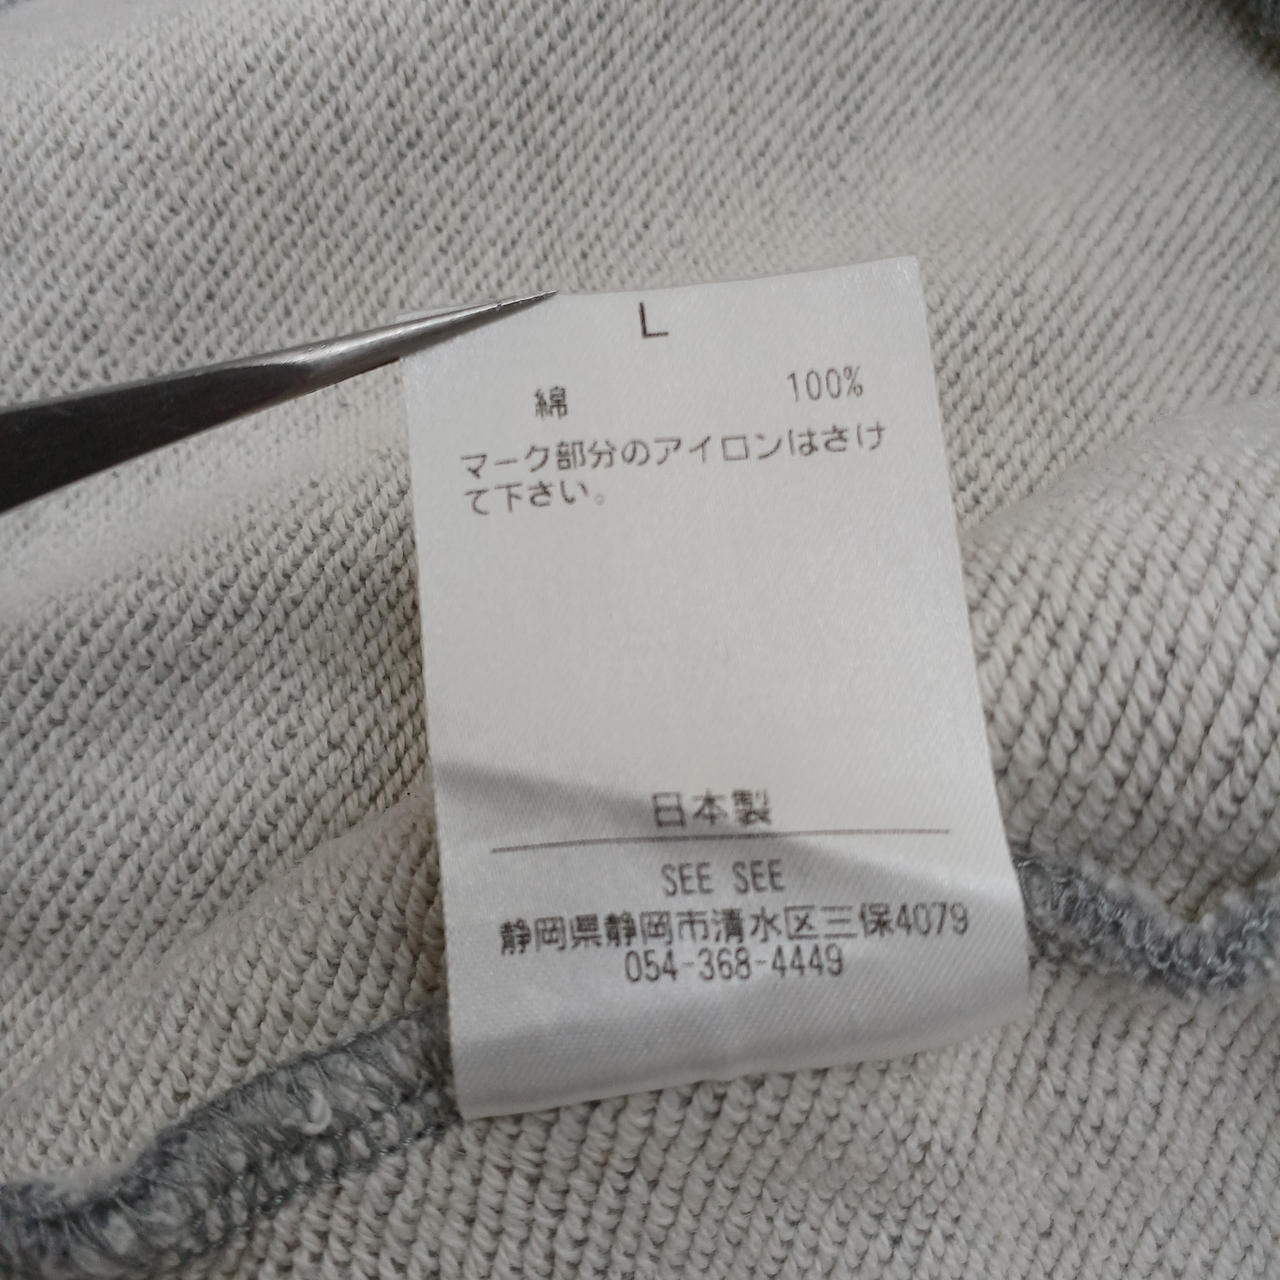 L
綿 100%
マーク部分のアイロンはさけ
て下さい。
日本製
SEE SEE
静岡県静岡市清水区三保4079
054-368-4449